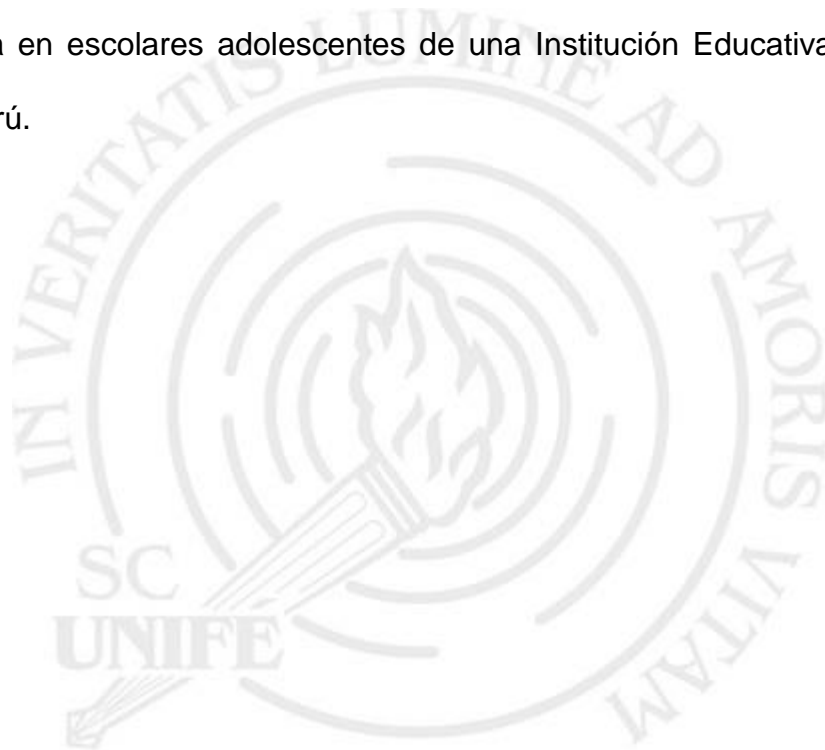 a en escolares adolescentes de una Institución Educativa
rú.
IN VERITATIS LUMINE AD AMORIS VITAM
SC
UNIFE